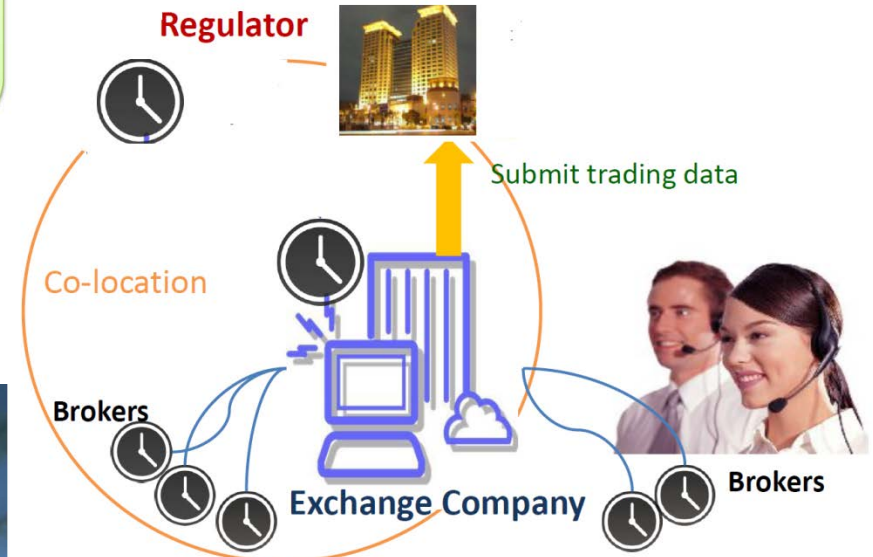 Regulator
Submit trading data
Co-location
Brokers
Exchange Company
Brokers